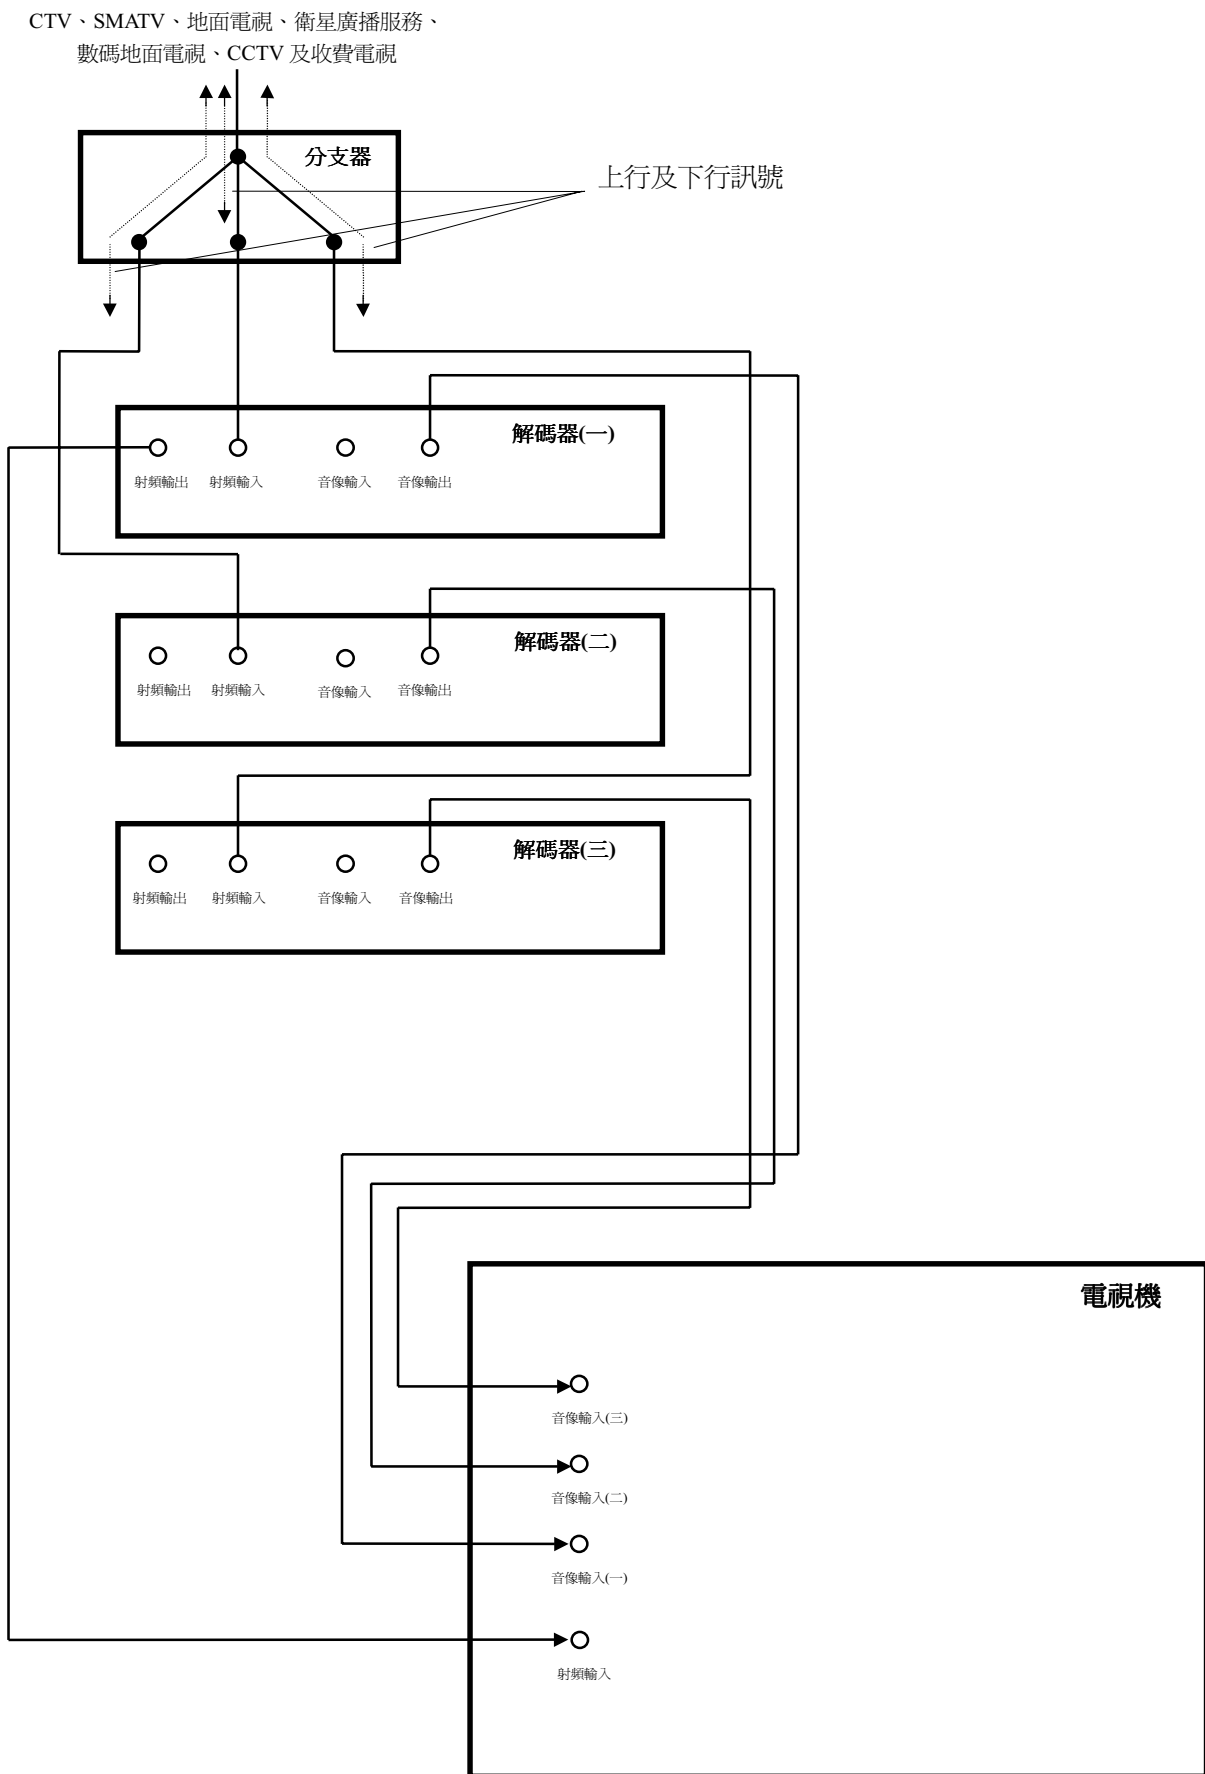 CTV、SMATV、地面電視、衛星廣播服務、
數碼地面電視、CCTV 及收費電視
分支器
上行及下行訊號
解碼器(一)
射頻輸出 射頻輸入 音像輸入 音像輸出
解碼器(二)
射頻輸出 射頻輸入 音像輸入 音像輸出
解碼器(三)
射頻輸出 射頻輸入 音像輸入 音像輸出
電視機
音像輸入(三)
音像輸入(二)
音像輸入(一)
射頻輸入